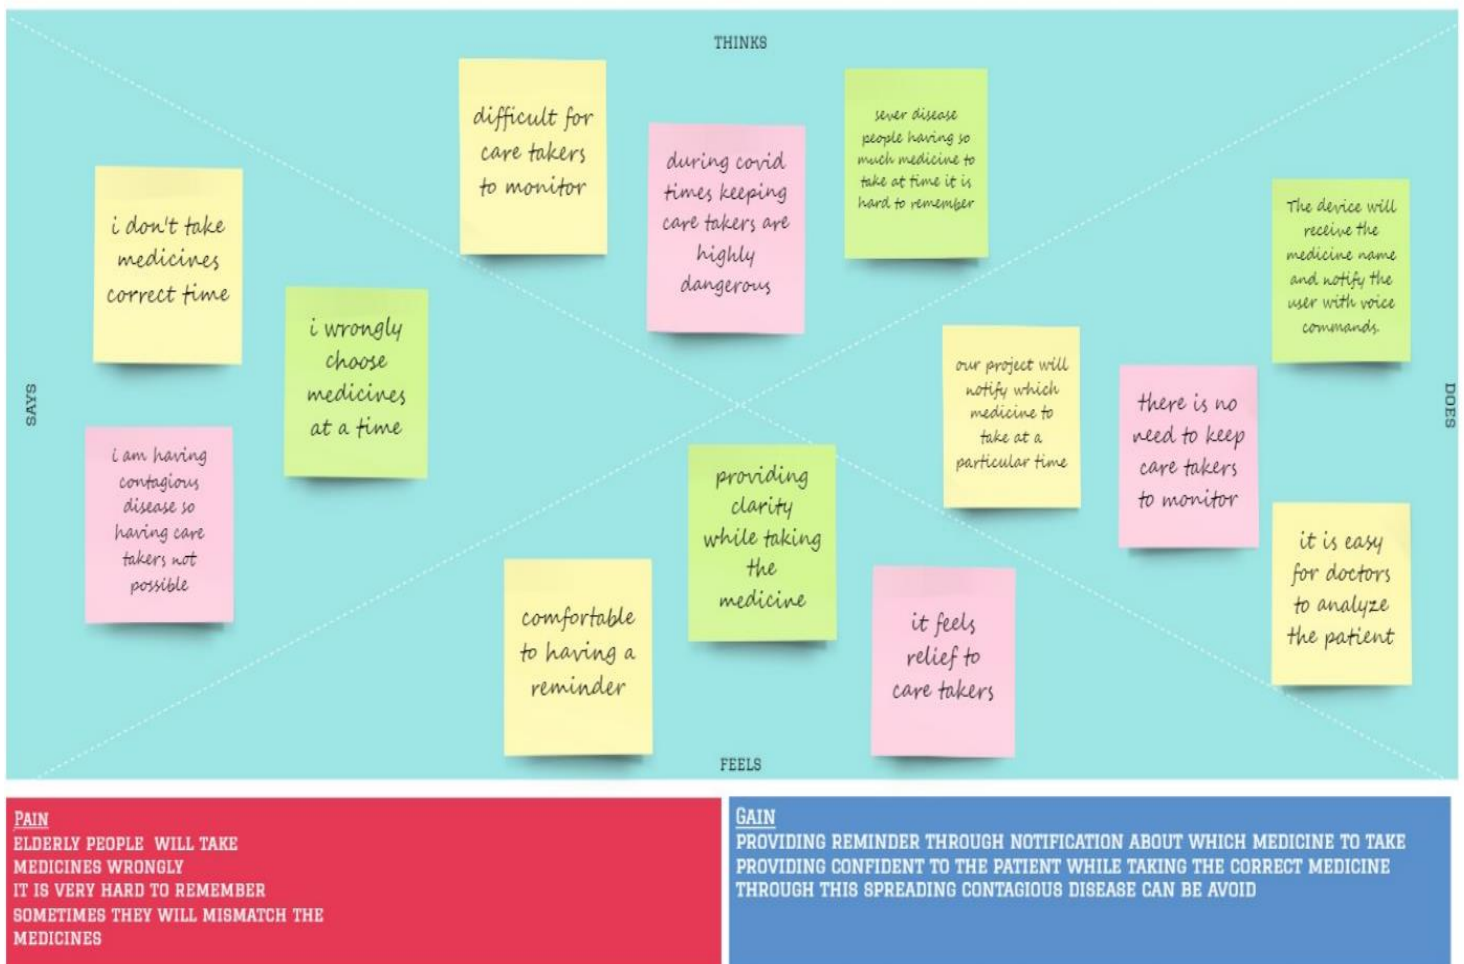 THINKS
difficult for
care takers
to monitor
during covid
times keeping
care takers are
highly
dangerous
sever disease
people having so
much medicine to
take at time it is
hard to remember
SAYS
i don't take
medicines
correct time
i wrongly
choose
medicines
at a time
i am having
contagious
disease so
having care
takers not
possible
DOES
The device will
receive the
medicine name
and notify the
user with voice
commands.
our project will
notify which
medicine to
take at a
particular time
there is no
need to keep
care takers
to monitor
it is easy
for doctors
to analyze
the patient
providing
clarity
while taking
the
medicine
comfortable
to having a
reminder
it feels
relief to
care takers
FEELS
PAIN
ELDERLY PEOPLE WILL TAKE
MEDICINES WRONGLY
IT IS VERY HARD TO REMEMBER
SOMETIMES THEY WILL MISMATCH THE
MEDICINES
GAIN
PROVIDING REMINDER THROUGH NOTIFICATION ABOUT WHICH MEDICINE TO TAKE
PROVIDING CONFIDENT TO THE PATIENT WHILE TAKING THE CORRECT MEDICINE
THROUGH THIS SPREADING CONTAGIOUS DISEASE CAN BE AVOID